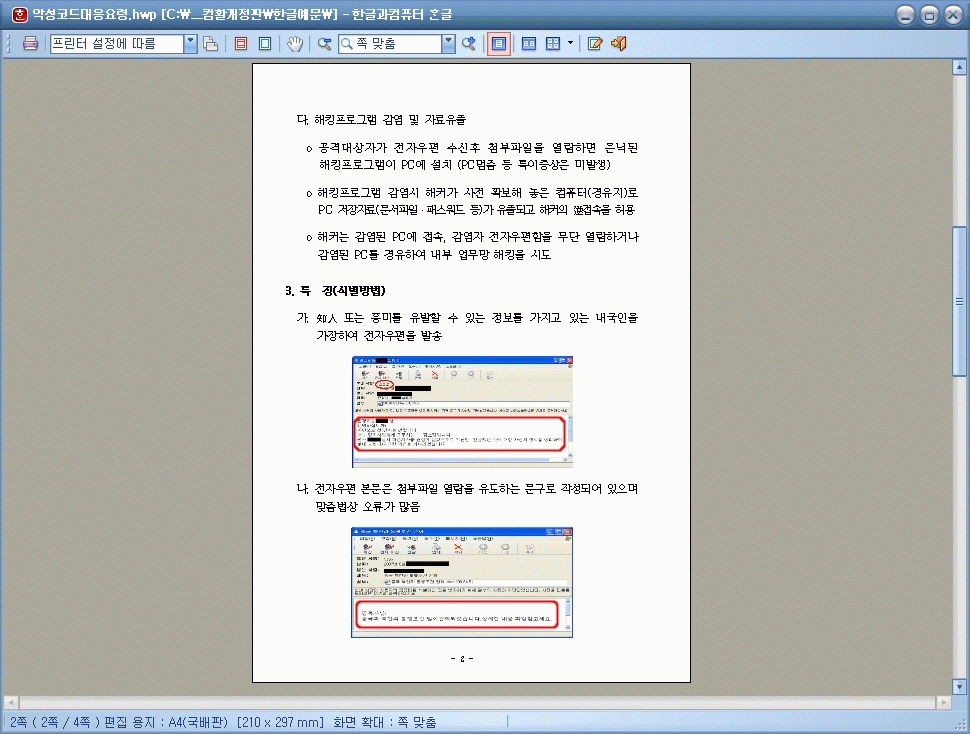 악성코드대응요령.hwp [C:₩__컴활개정판₩한글예문₩] - 한글과컴퓨터 흔글
프린터 설정에 따름
쪽 맞춤
다. 해킹프로그램 감염 및 자료유출
o 공격대상자가 전자우편 수신후 첨부파일을 열람하면 은닉된
해킹프로그램이 PC에 설치 (PC멈춤 등 특이증상은 미발생)
o 해킹프로그램 감염시 해커가 사전 확보해 놓은 컴퓨터(경유지)로
PC 저장자료(문서파일·패스워드 등)가 유출되고 해커의 逆접속을 허용
o 해커는 감염된 PC에 접속, 감염자 전자우편함을 무단 열람하거나
감염된 PC를 경유하여 내부 업무망 해킹을 시도
3. 특 징(식별방법)
가. 知人 또는 흥미를 유발할 수 있는 정보를 가지고 있는 내국인을
가장하여 전자우편을 발송
나. 전자우편 본문은 첨부파일 열람을 유도하는 문구로 작성되어 있으며
맞춤법상 오류가 많음
- 2 -
2쪽 ( 2쪽 / 4쪽 ) 편집 용지 : A4(국배판) [210 x 297 mm] 화면 확대 : 쪽 맞춤